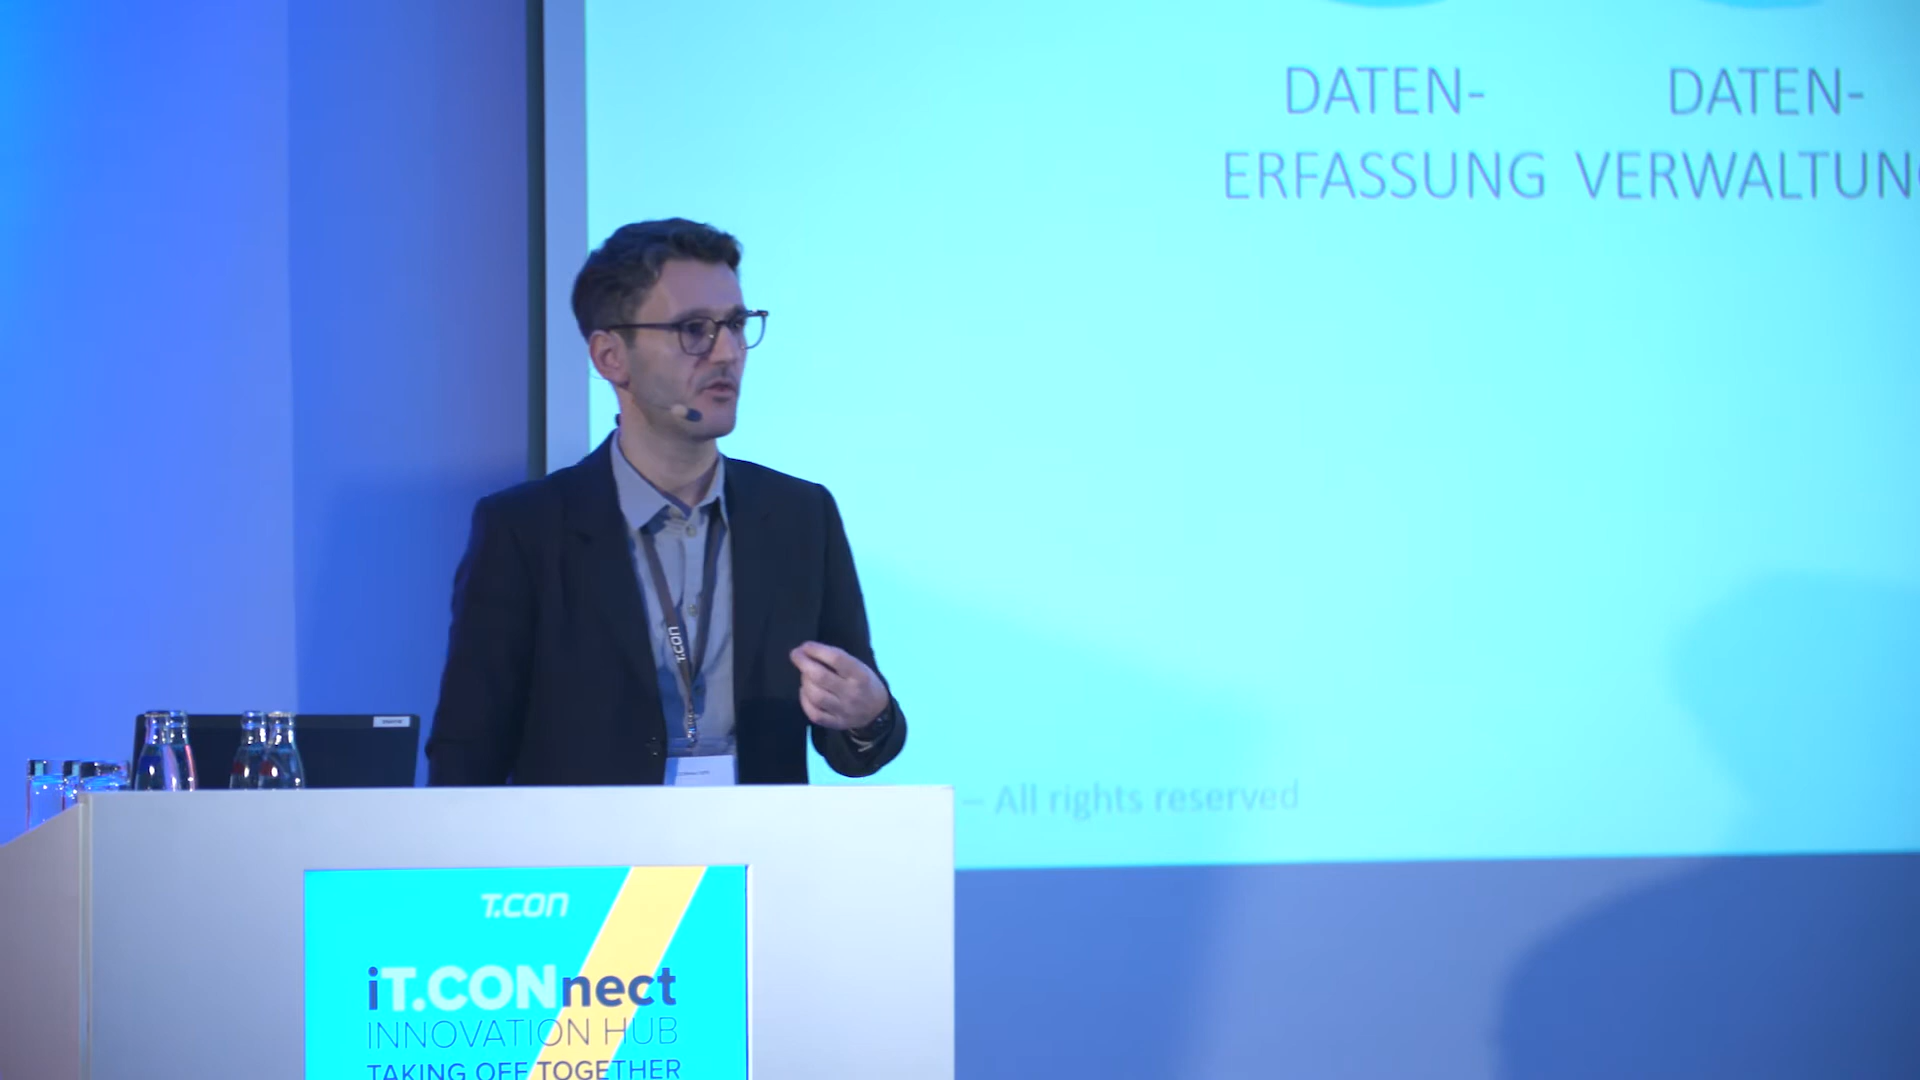 DATEN-
ERFASSUNG
DATEN-
VERWALTUN
– All rights reserved
T.CON
T.CON
iT.CONnect
INNOVATION HUB
TAKING OFF TOGETHER